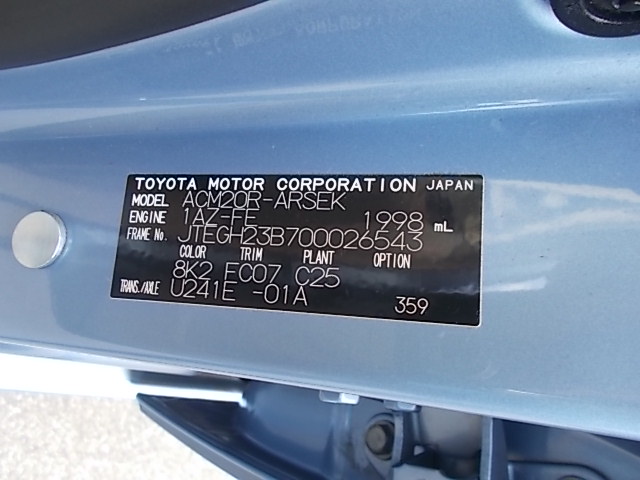 TOYOTA MOTOR CORPORATION JAPAN
MODEL ACM20R-ARSEK
ENGINE 1AZ-FE 1998 mL
FRAME No. JTEGH23B700026543
COLOR TRIM PLANT OPTION
8K2 FC07 C25
TRANS./AXLE U241E -01A 359